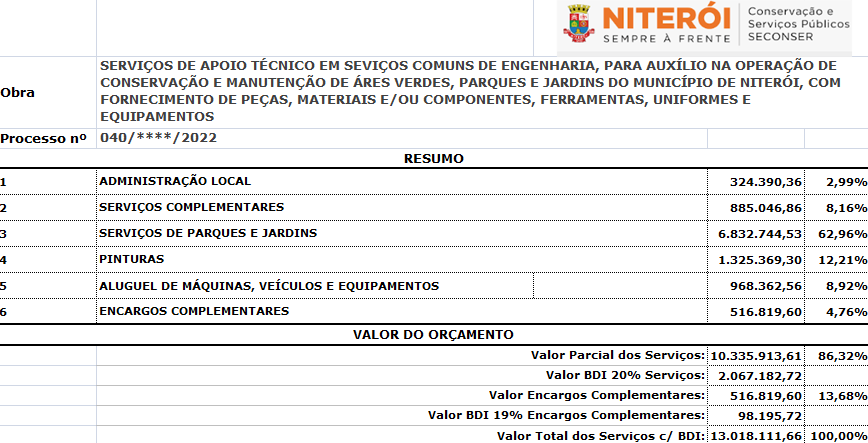 NITERÓI
SEMPRE À FRENTE
Conservação e
Serviços Públicos
SECONSER
Obra
SERVIÇOS DE APOIO TÉCNICO EM SEVIÇOS COMUNS DE ENGENHARIA, PARA AUXÍLIO NA OPERAÇÃO DE
CONSERVAÇÃO E MANUTENÇÃO DE ÁRES VERDES, PARQUES E JARDINS DO MUNICÍPIO DE NITERÓI, COM
FORNECIMENTO DE PEÇAS, MATERIAIS E/OU COMPONENTES, FERRAMENTAS, UNIFORMES E
EQUIPAMENTOS
Processo nº 040/****/2022
RESUMO
1 ADMINISTRAÇÃO LOCAL 324.390,36 2,99%
2 SERVIÇOS COMPLEMENTARES 885.046,86 8,16%
3 SERVIÇOS DE PARQUES E JARDINS 6.832.744,53 62,96%
4 PINTURAS 1.325.369,30 12,21%
5 ALUGUEL DE MÁQUINAS, VEÍCULOS E EQUIPAMENTOS 968.362,56 8,92%
6 ENCARGOS COMPLEMENTARES 516.819,60 4,76%
VALOR DO ORÇAMENTO
Valor Parcial dos Serviços: 10.335.913,61 86,32%
Valor BDI 20% Serviços: 2.067.182,72
Valor Encargos Complementares: 516.819,60 13,68%
Valor BDI 19% Encargos Complementares: 98.195,72
Valor Total dos Serviços c/ BDI: 13.018.111,66 100,00%